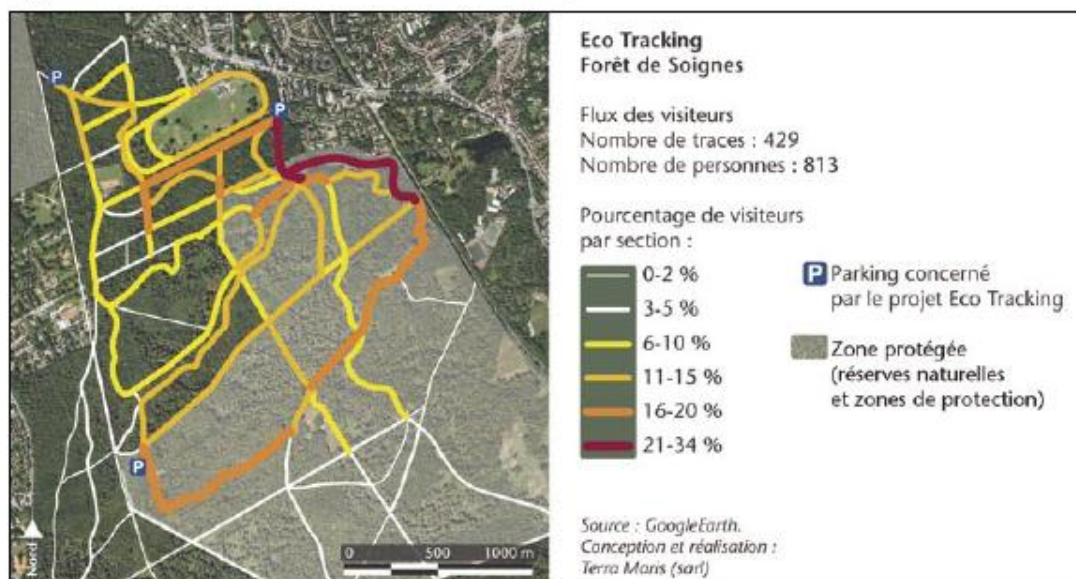 Eco Tracking
Forêt de Soignes
Flux des visiteurs
Nombre de traces : 429
Nombre de personnes : 813
Pourcentage de visiteurs
par section :
0-2 %
3-5 %
6-10 %
11-15 %
16-20 %
21-34 %
P Parking concerné
par le projet Eco Tracking
Zone protégée
(réserves naturelles
et zones de protection)
Source : GoogleEarth.
Conception et réalisation :
Terra Maris (sarl)
P
P
P
Nord
0 500 1000 m